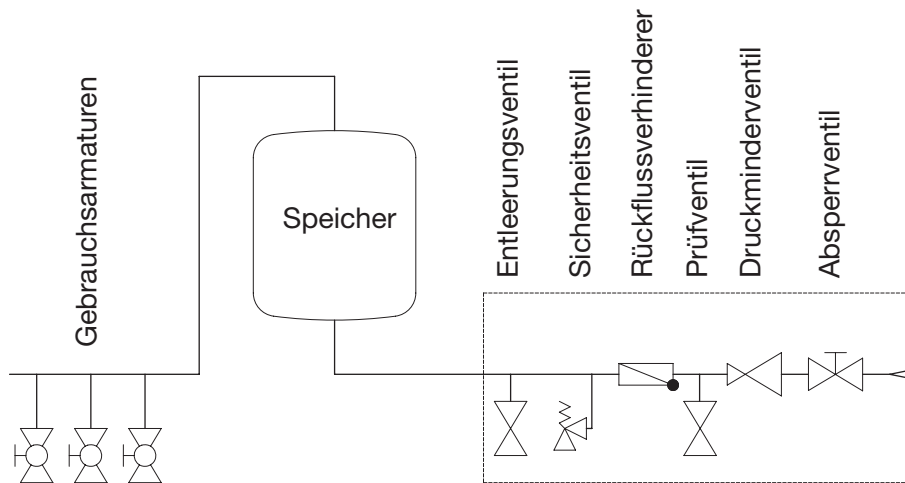 Gebrauchsarmaturen
Speicher
Entleerungsventil
Sicherheitsventil
Rückflussverhinderer
Prüfventil
Druckminderventil
Absperrventil